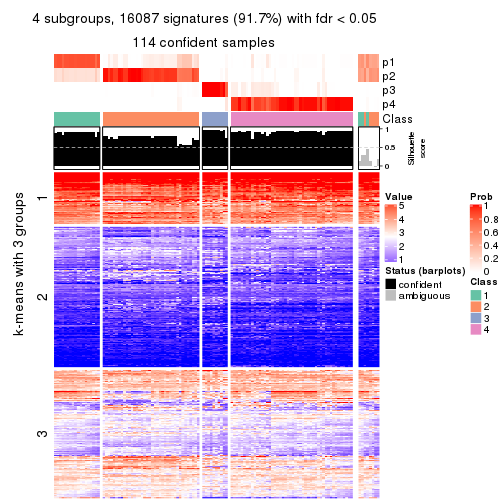 4 subgroups, 16087 signatures (91.7%) with fdr < 0.05
114 confident samples
p1
p2
p3
p4
Class
1
0.5
0
Silhouette
score
k-means with 3 groups
1
2
3
Value
5
4
3
2
1
Status (barplots)
confident
ambiguous
Prob
1
0.8
0.6
0.4
0.2
0
Class
1
2
3
4